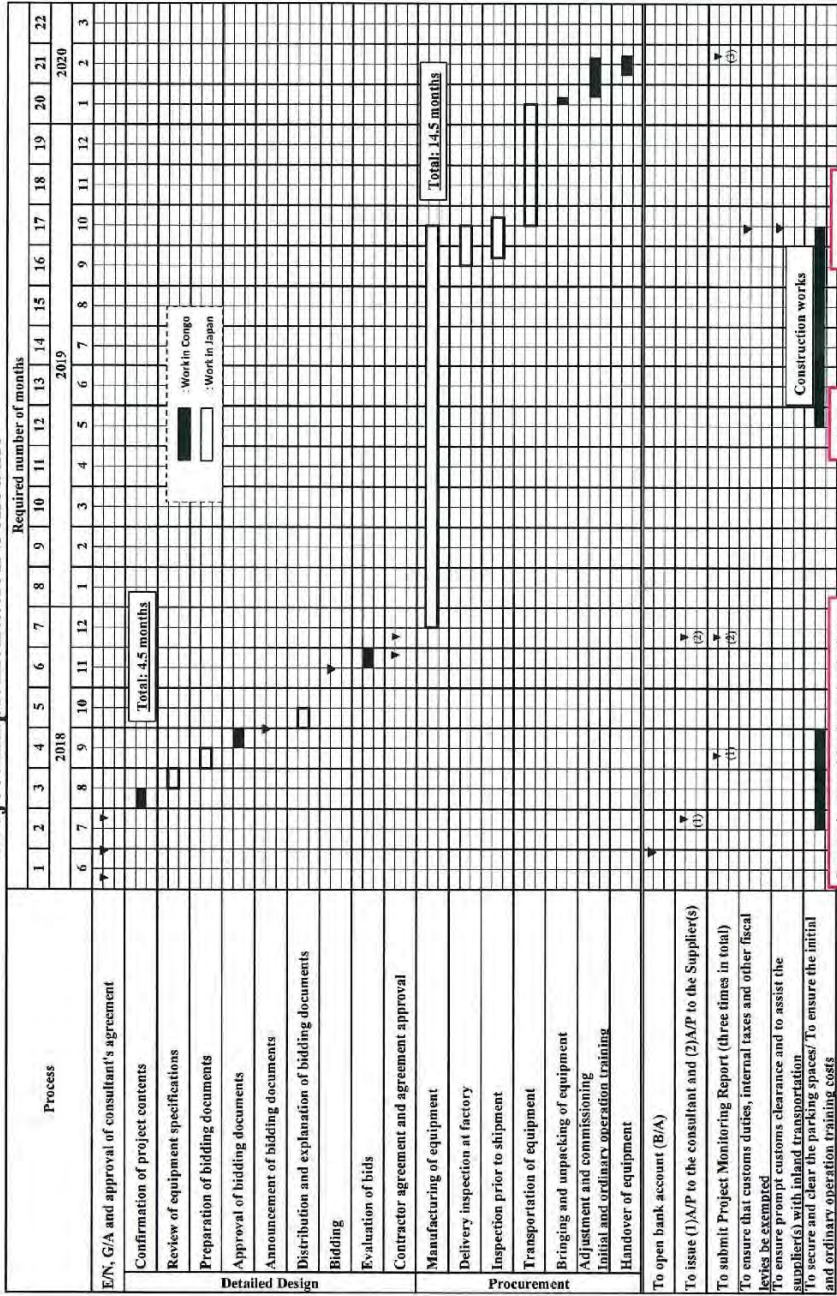 Required number of months
Process
1 2 3 4 5 6 7 8 9 10 11 12 13 14 15 16 17 18 19 20 21 22
2018 2019 2020
6 7 8 9 10 11 12 1 2 3 4 5 6 7 8 9 10 11 12 1 2 3
E/N, G/A and approval of consultant's agreement
Detailed Design
Confirmation of project contents
Total: 4.5 months
Review of equipment specifications
: Work in Congo
: Work in Japan
Preparation of bidding documents
Approval of bidding documents
Announcement of bidding documents
Distribution and explanation of bidding documents
Bidding
Evaluation of bids
Contractor agreement and agreement approval
Procurement
Manufacturing of equipment
Total: 14.5 months
Delivery inspection at factory
Inspection prior to shipment
Transportation of equipment
Bringing and unpacking of equipment
Adjustment and commissioning
Initial and ordinary operation training
Handover of equipment
To open bank account (B/A)
To issue (1)A/P to the consultant and (2)A/P to the Supplier(s)
(1) (2)
To submit Project Monitoring Report (three times in total)
(1) (2) (3)
To ensure that customs duties, internal taxes and other fiscal
levies be exempted
To ensure prompt customs clearance and to assist the
supplier(s) with inland transportation
Construction works
To secure and clear the parking spaces/ To ensure the initial
and ordinary operation training costs